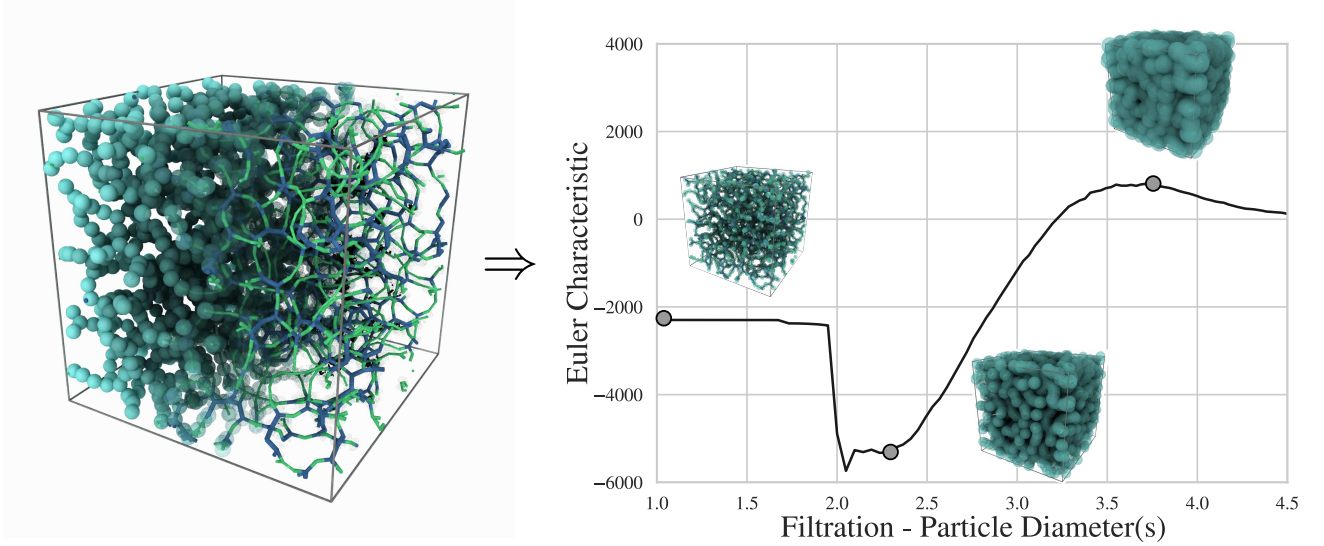 ⇒
4000
2000
0
−2000
−4000
−6000
Euler Characteristic
1.0 1.5 2.0 2.5 3.0 3.5 4.0 4.5
Filtration - Particle Diameter(s)